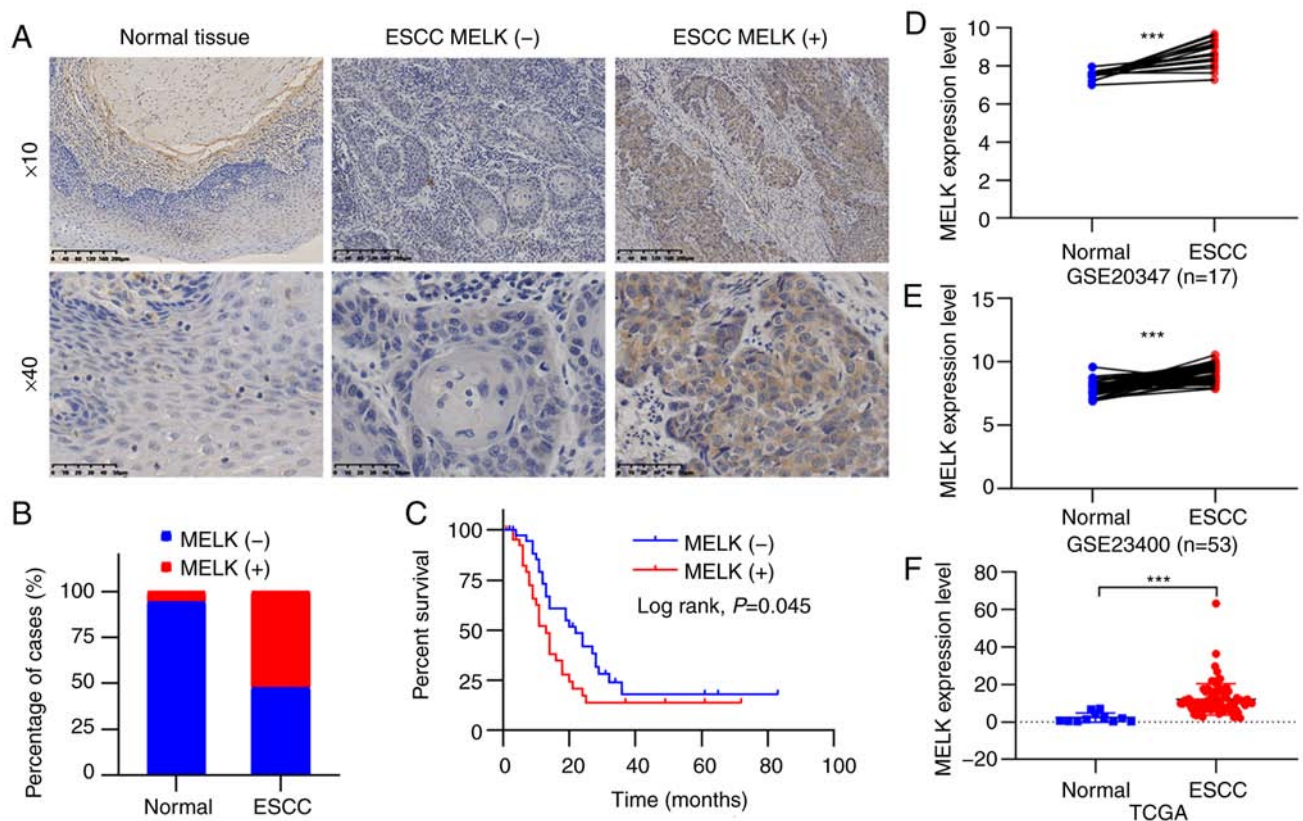 A
Normal tissue
ESCC MELK (−)
ESCC MELK (+)
×10
×40
B
MELK (−)
MELK (+)
Percentage of cases (%)
100
75
50
25
0
Normal
ESCC
C
MELK (−)
MELK (+)
Log rank, P=0.045
Percent survival
100
75
50
25
0
0
20
40
60
80
100
Time (months)
D
***
MELK expression level
10
8
6
4
2
0
Normal
ESCC
GSE20347 (n=17)
E
***
MELK expression level
15
10
5
0
Normal
ESCC
GSE23400 (n=53)
F
***
MELK expression level
80
60
40
20
0
−20
Normal
ESCC
TCGA